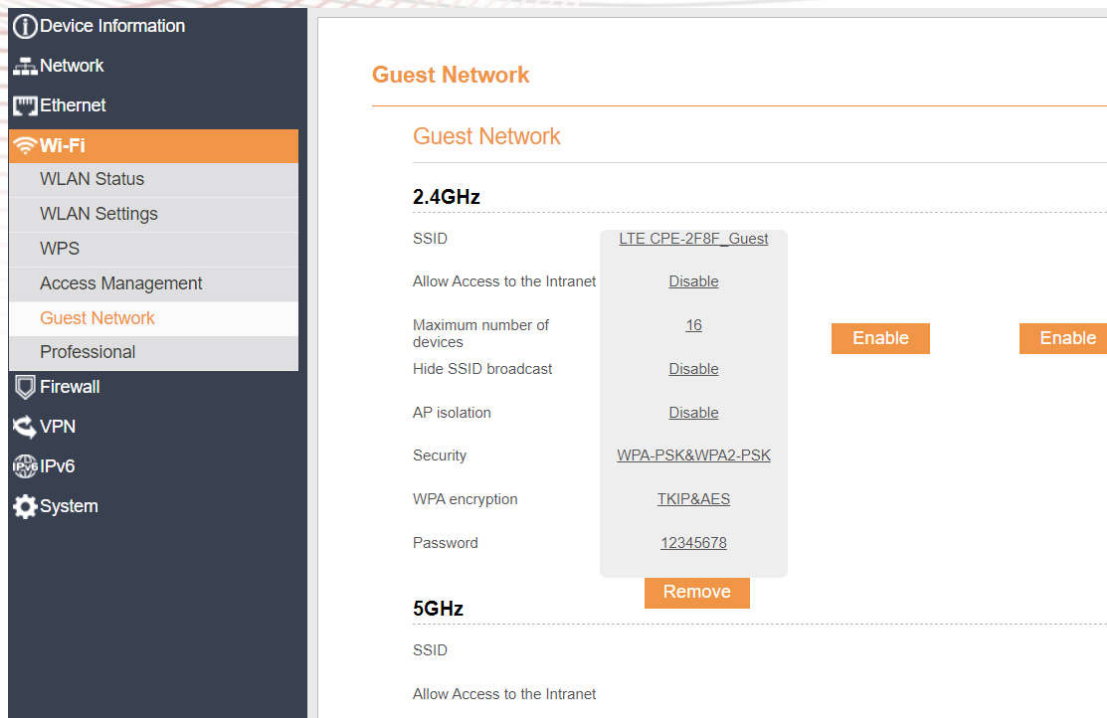 Device Information
Network
Ethernet
Wi-Fi
WLAN Status
WLAN Settings
WPS
Access Management
Guest Network
Professional
Firewall
VPN
IPv6
IPv6
System
Guest Network
Guest Network
2.4GHz
SSID LTE CPE-2F8F_Guest
Allow Access to the Intranet Disable
Maximum number of devices 16
Enable Enable
Hide SSID broadcast Disable
AP isolation Disable
Security WPA-PSK&WPA2-PSK
WPA encryption TKIP&AES
Password 12345678
Remove
5GHz
SSID
Allow Access to the Intranet